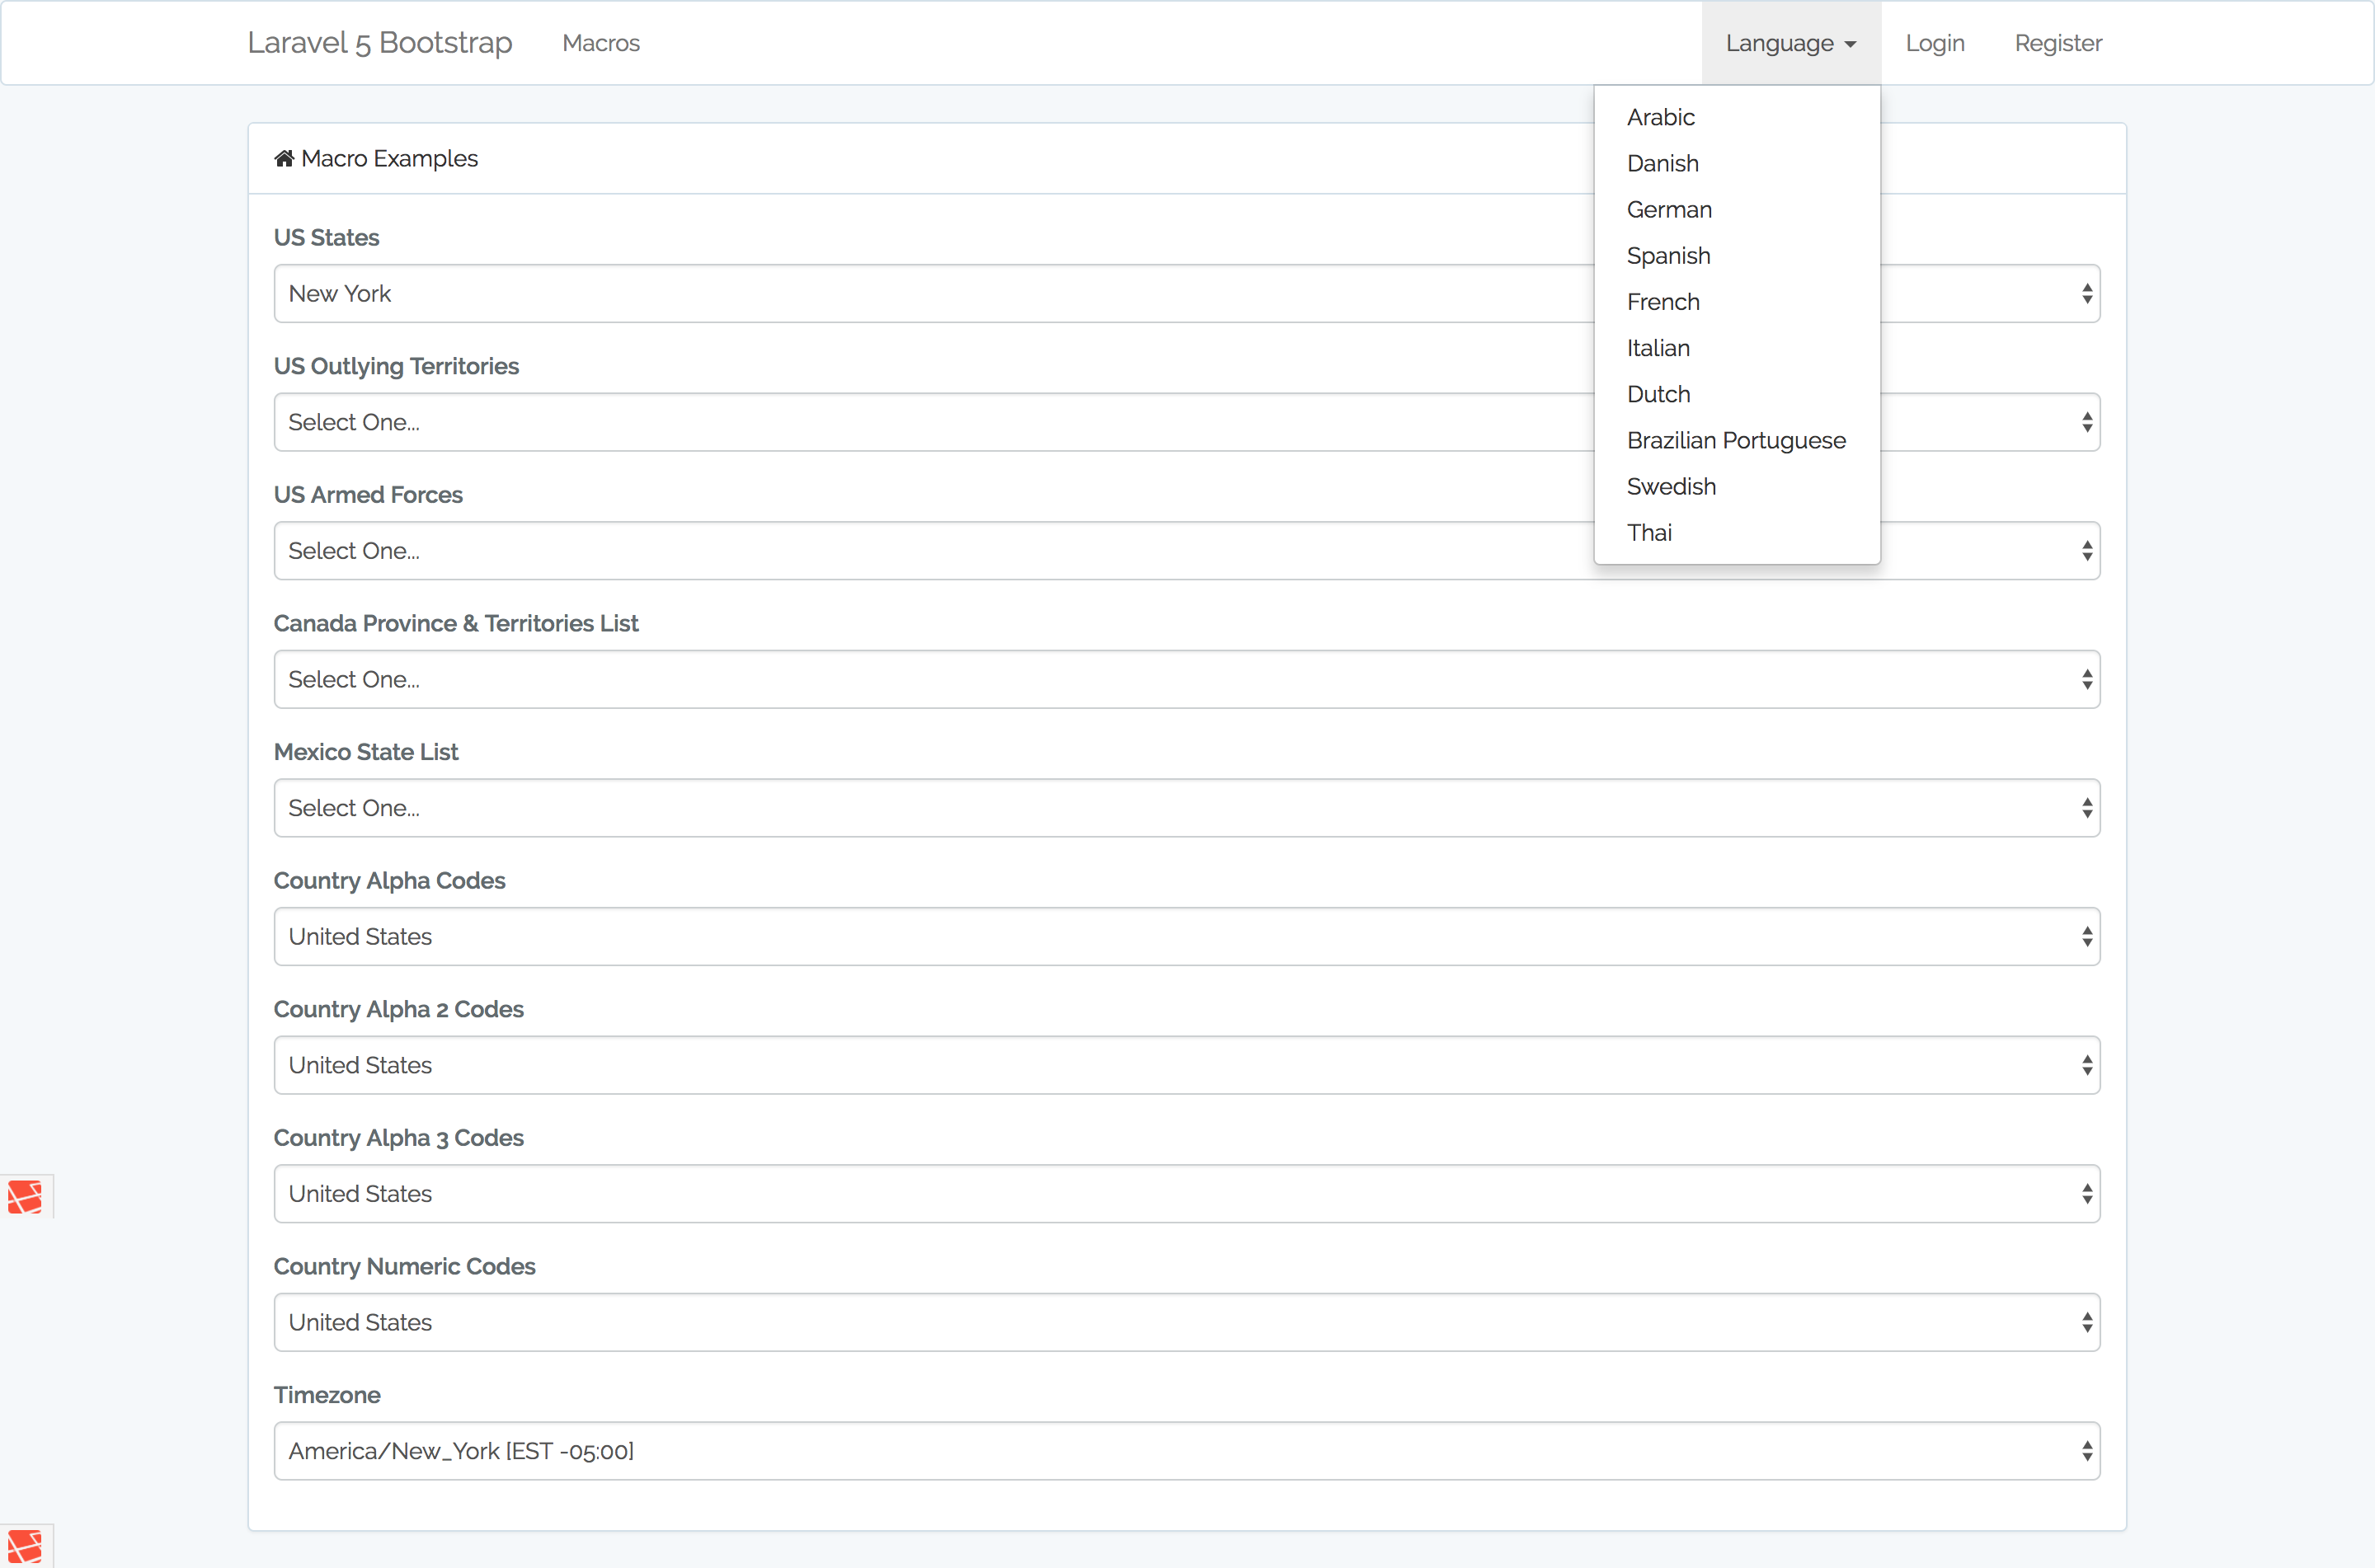 Laravel 5 Bootstrap Macros Language Login Register
Arabic
Danish
German
Spanish
French
Italian
Dutch
Brazilian Portuguese
Swedish
Thai
Macro Examples
US States
New York
US Outlying Territories
Select One...
US Armed Forces
Select One...
Canada Province & Territories List
Select One...
Mexico State List
Select One...
Country Alpha Codes
United States
Country Alpha 2 Codes
United States
Country Alpha 3 Codes
United States
Country Numeric Codes
United States
Timezone
America/New_York [EST -05:00]